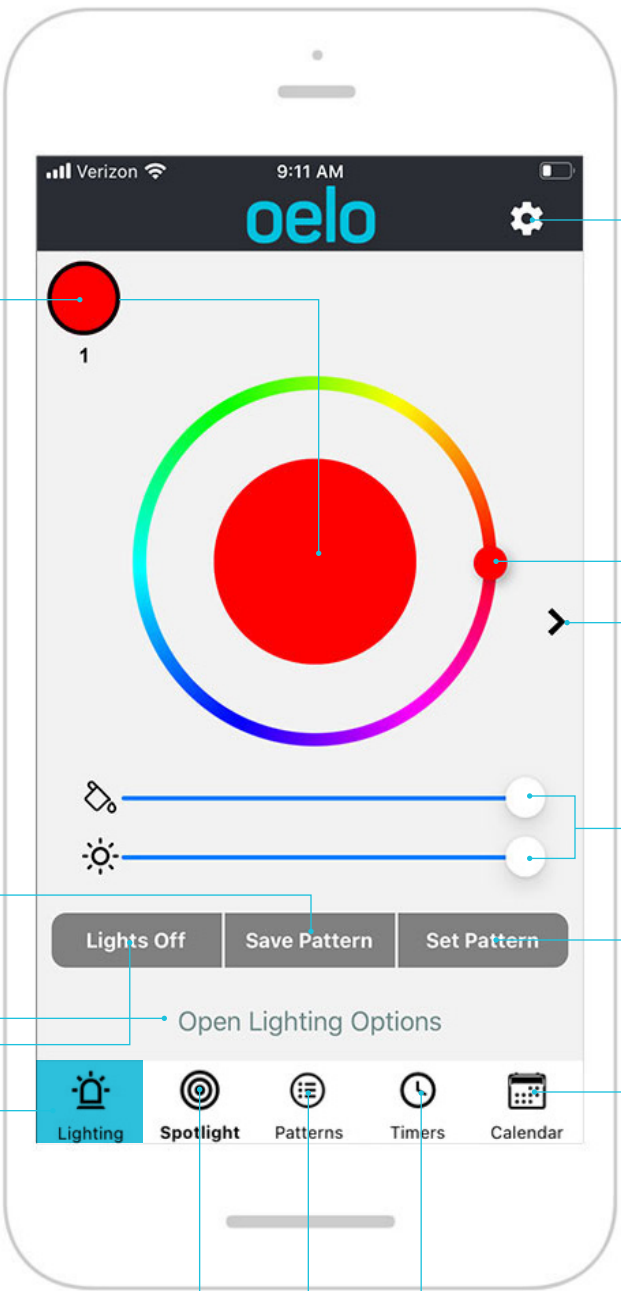 Verizon 9:11 AM
oelo
1
Lights Off Save Pattern Set Pattern
Open Lighting Options
Lighting Spotlight Patterns Timers Calendar